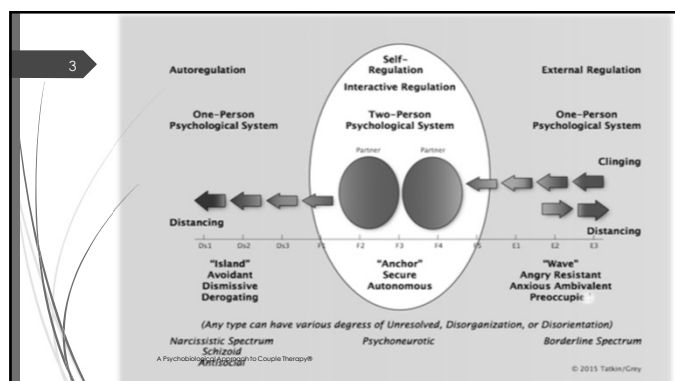 3
Autoregulation
Self-
Regulation
Interactive Regulation
External Regulation
One-Person
Psychological System
Two-Person
Psychological System
One-Person
Psychological System
Partner
Partner
Clinging
Distancing
Distancing
Ds1
Ds2
Ds3
F1
F2
F3
F4
F5
E1
E2
E3
"Island"
Avoidant
Dismissive
Derogating
"Anchor"
Secure
Autonomous
"Wave"
Angry Resistant
Anxious Ambivalent
Preoccupie
(Any type can have various degress of Unresolved, Disorganization, or Disorientation)
Narcissistic Spectrum
Schizoid
Antisocial
Psychoneurotic
Borderline Spectrum
A Psychobiological Approach to Couple Therapy®
© 2015 Tatkin/Grey